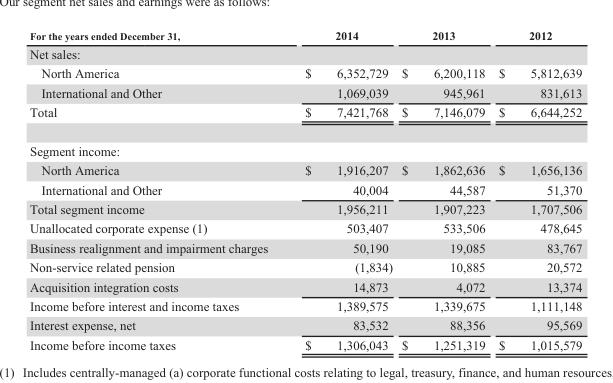 Our segment net sales and earnings were as follows:
For the years ended December 31, 2014 2013 2012
Net sales:
North America $ 6,352,729 $ 6,200,118 $ 5,812,639
International and Other 1,069,039 945,961 831,613
Total $ 7,421,768 $ 7,146,079 $ 6,644,252
Segment income:
North America $ 1,916,207 $ 1,862,636 $ 1,656,136
International and Other 40,004 44,587 51,370
Total segment income 1,956,211 1,907,223 1,707,506
Unallocated corporate expense (1) 503,407 533,506 478,645
Business realignment and impairment charges 50,190 19,085 83,767
Non-service related pension (1,834) 10,885 20,572
Acquisition integration costs 14,873 4,072 13,374
Income before interest and income taxes 1,389,575 1,339,675 1,111,148
Interest expense, net 83,532 88,356 95,569
Income before income taxes $ 1,306,043 $ 1,251,319 $ 1,015,579
(1) Includes centrally-managed (a) corporate functional costs relating to legal, treasury, finance, and human resources